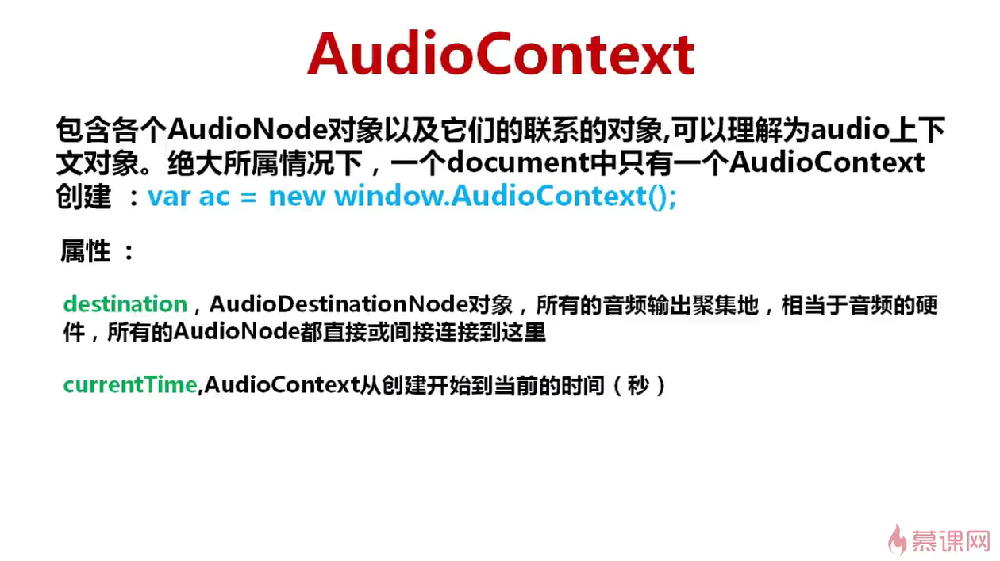 AudioContext
包含各个AudioNode对象以及它们的联系的对象,可以理解为audio上下
文对象。绝大所属情况下，一个document中只有一个AudioContext
创建 ：var ac = new window.AudioContext();
属性 ：
destination，AudioDestinationNode对象，所有的音频输出聚集地，相当于音频的硬
件，所有的AudioNode都直接或间接连接到这里
currentTime,AudioContext从创建开始到当前的时间（秒）
慕课网